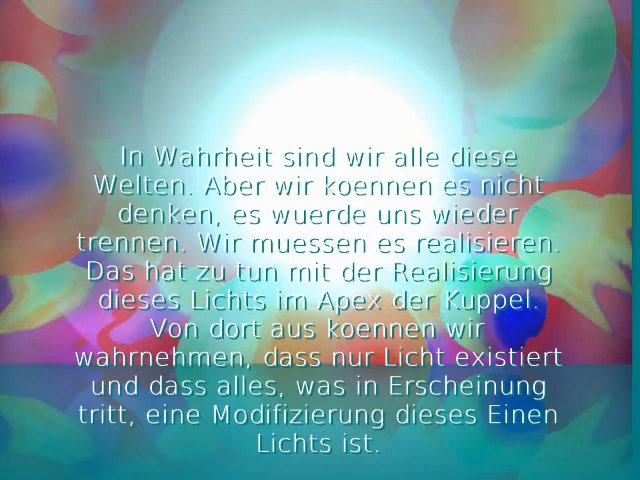 In Wahrheit sind wir alle diese
Welten. Aber wir koennen es nicht
denken, es wuerde uns wieder
trennen. Wir muessen es realisieren.
Das hat zu tun mit der Realisierung
dieses Lichts im Apex der Kuppel.
Von dort aus koennen wir
wahrnehmen, dass nur Licht existiert
und dass alles, was in Erscheinung
tritt, eine Modifizierung dieses Einen
Lichts ist.